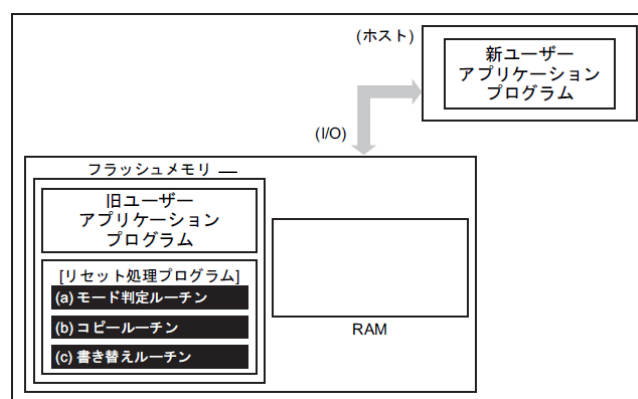 (ホスト)
新ユーザー
アプリケーション
プログラム
(I/O)
フラッシュメモリ
旧ユーザー
アプリケーション
プログラム
[リセット処理プログラム]
(a) モード判定ルーチン
(b) コピールーチン
(c) 書き替えルーチン
RAM